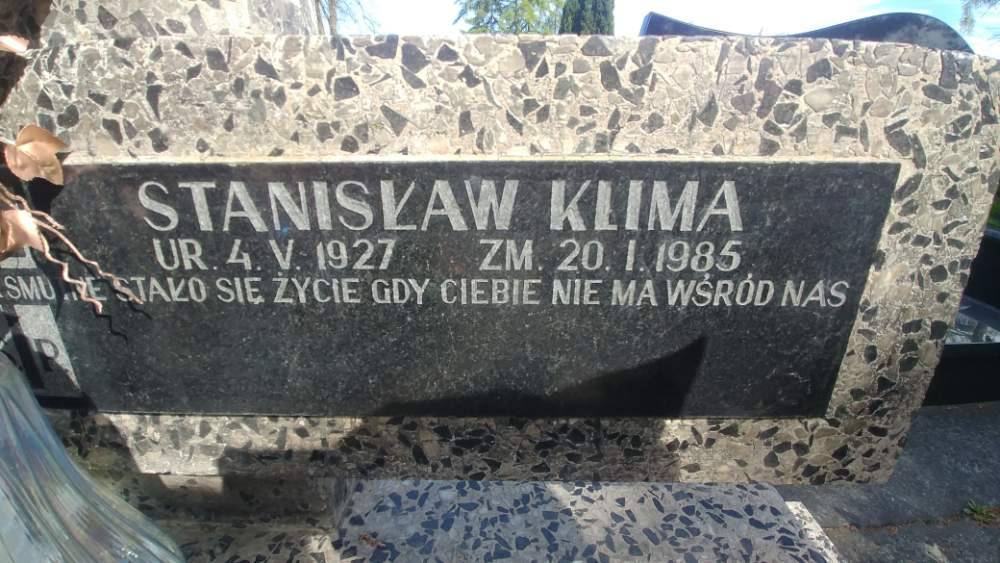 STANISŁAW KLIMA
UR. 4. V. 1927 ZM. 20. I. 1985
STAŁO SIĘ ŻYCIE GDY CIEBIE NIE MA WŚRÓD NAS